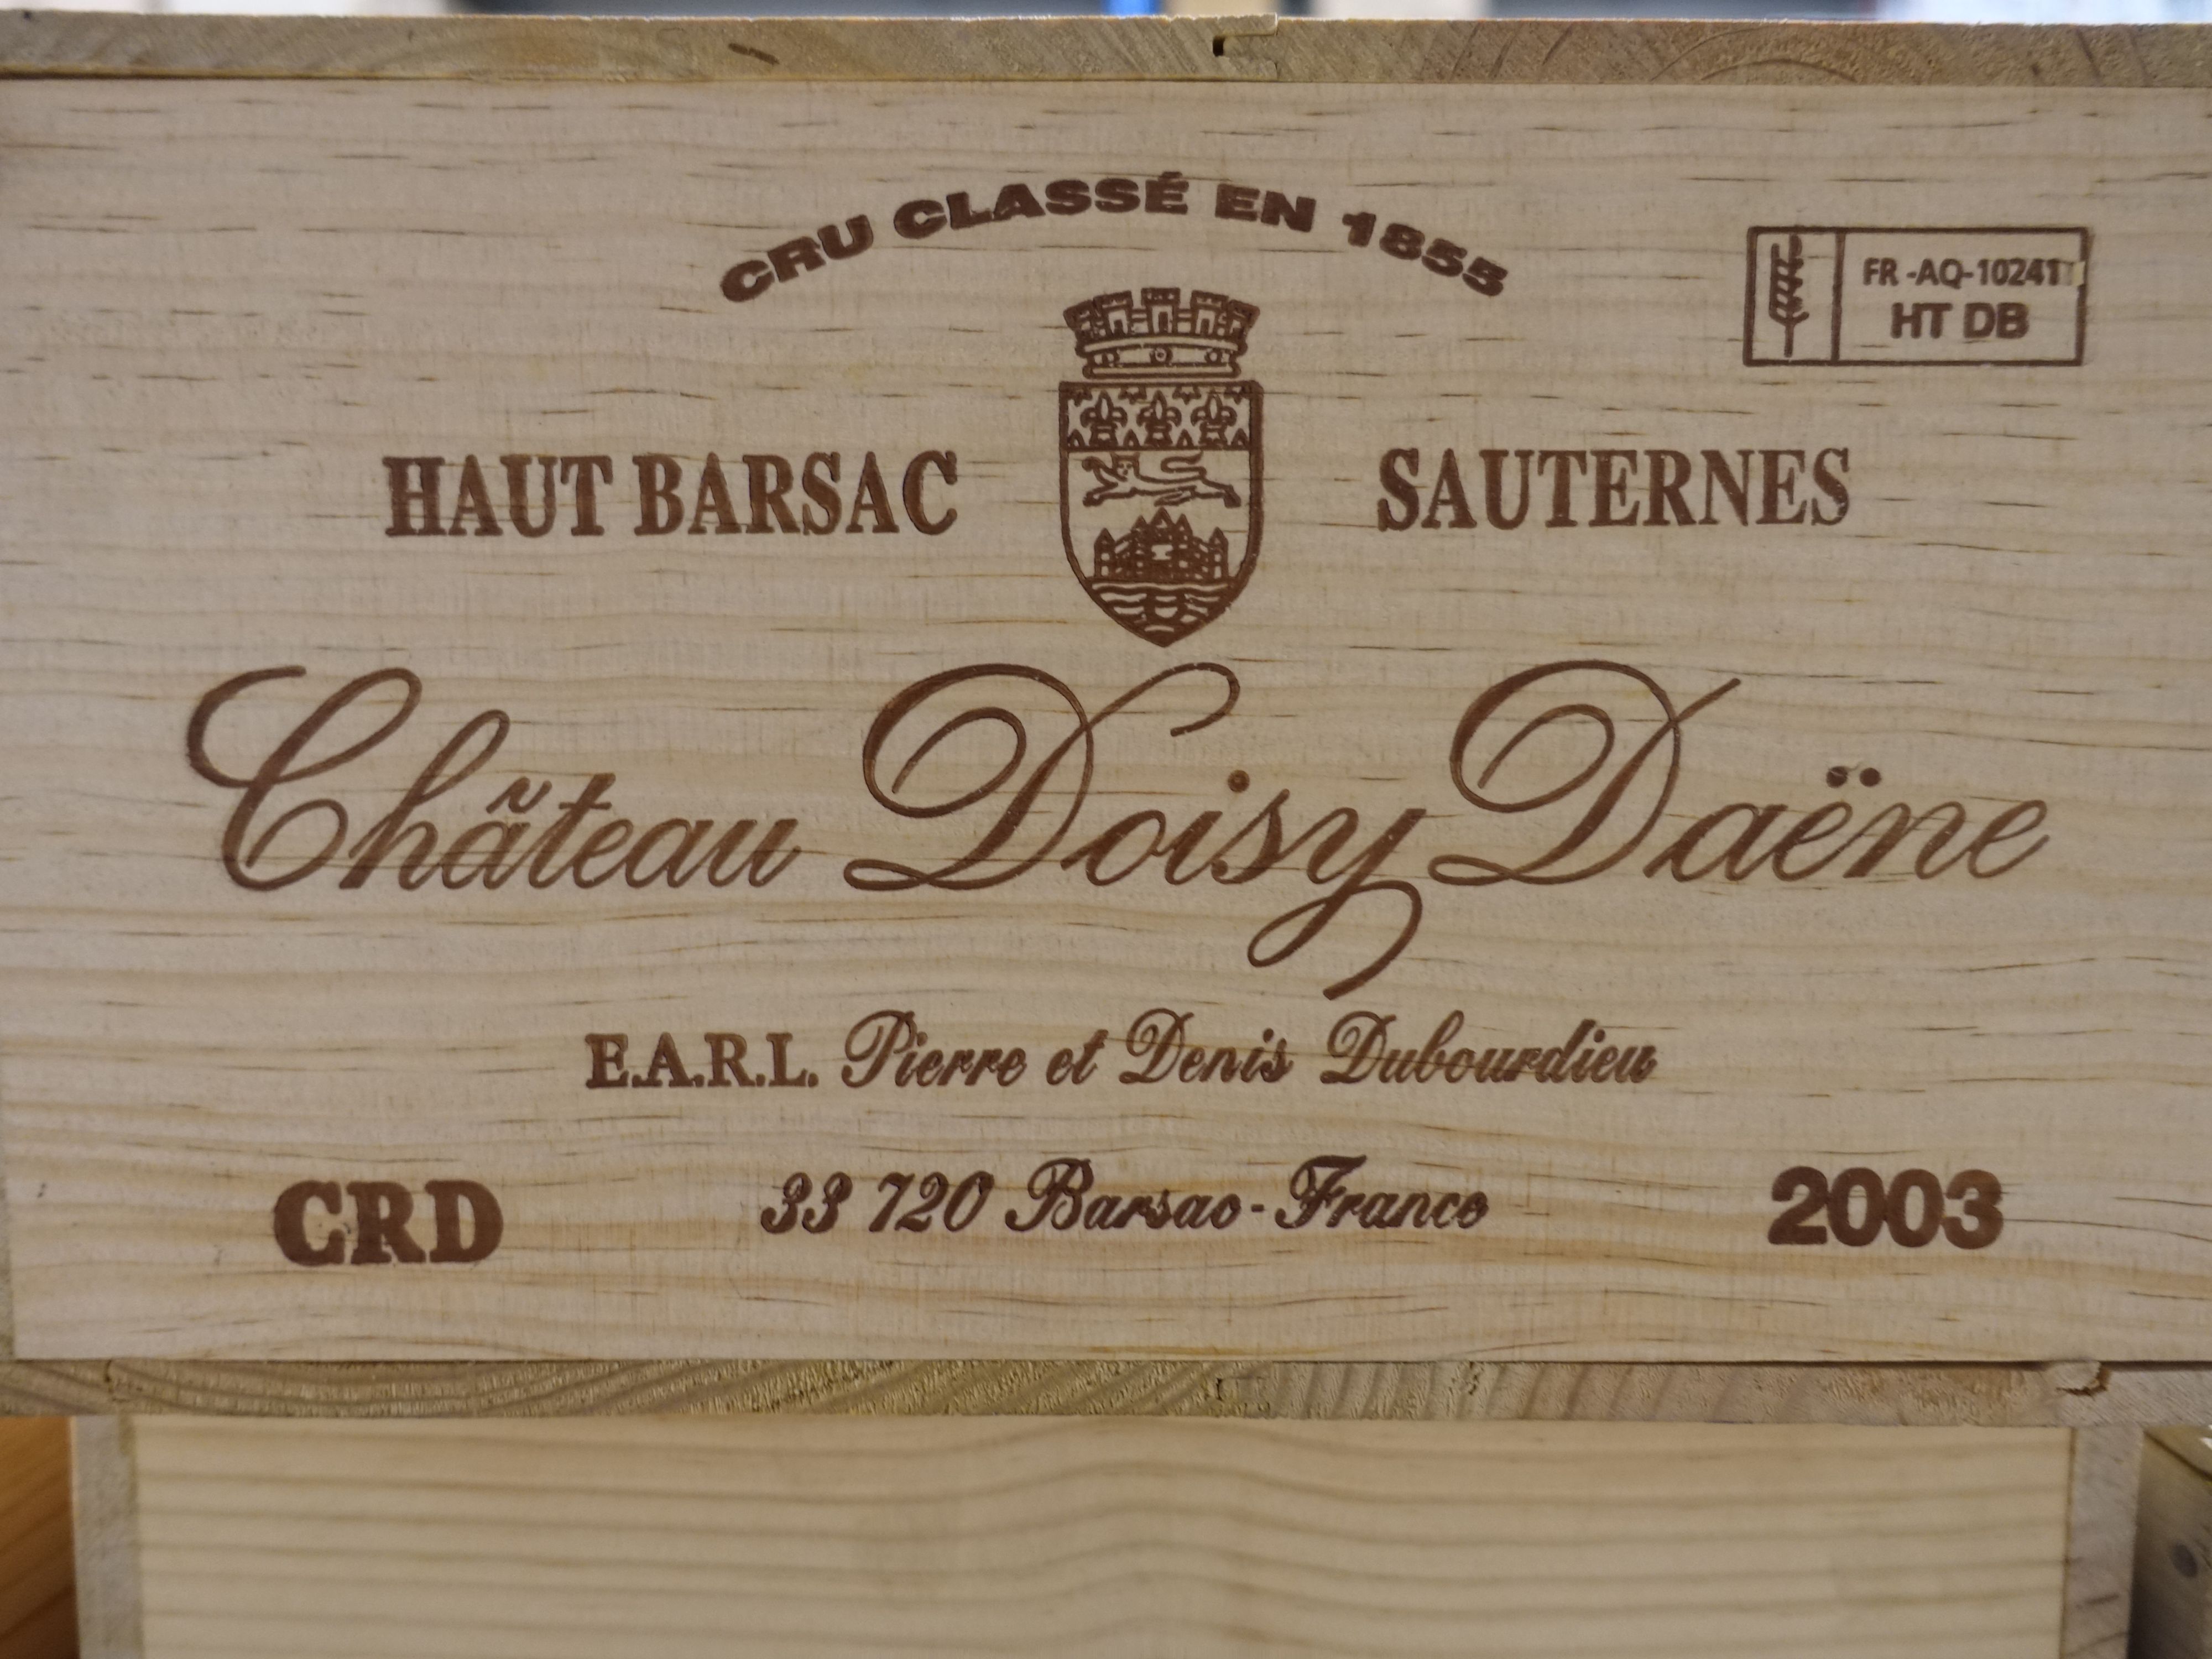 CRU CLASSÉ EN 1855
FR -AQ-10241
HT DB
HAUT BARSAC SAUTERNES
Château Doisy Daëne
E.A.R.L. Pierre et Denis Dubourdieu
CRD 33 720 Barsac-France 2003